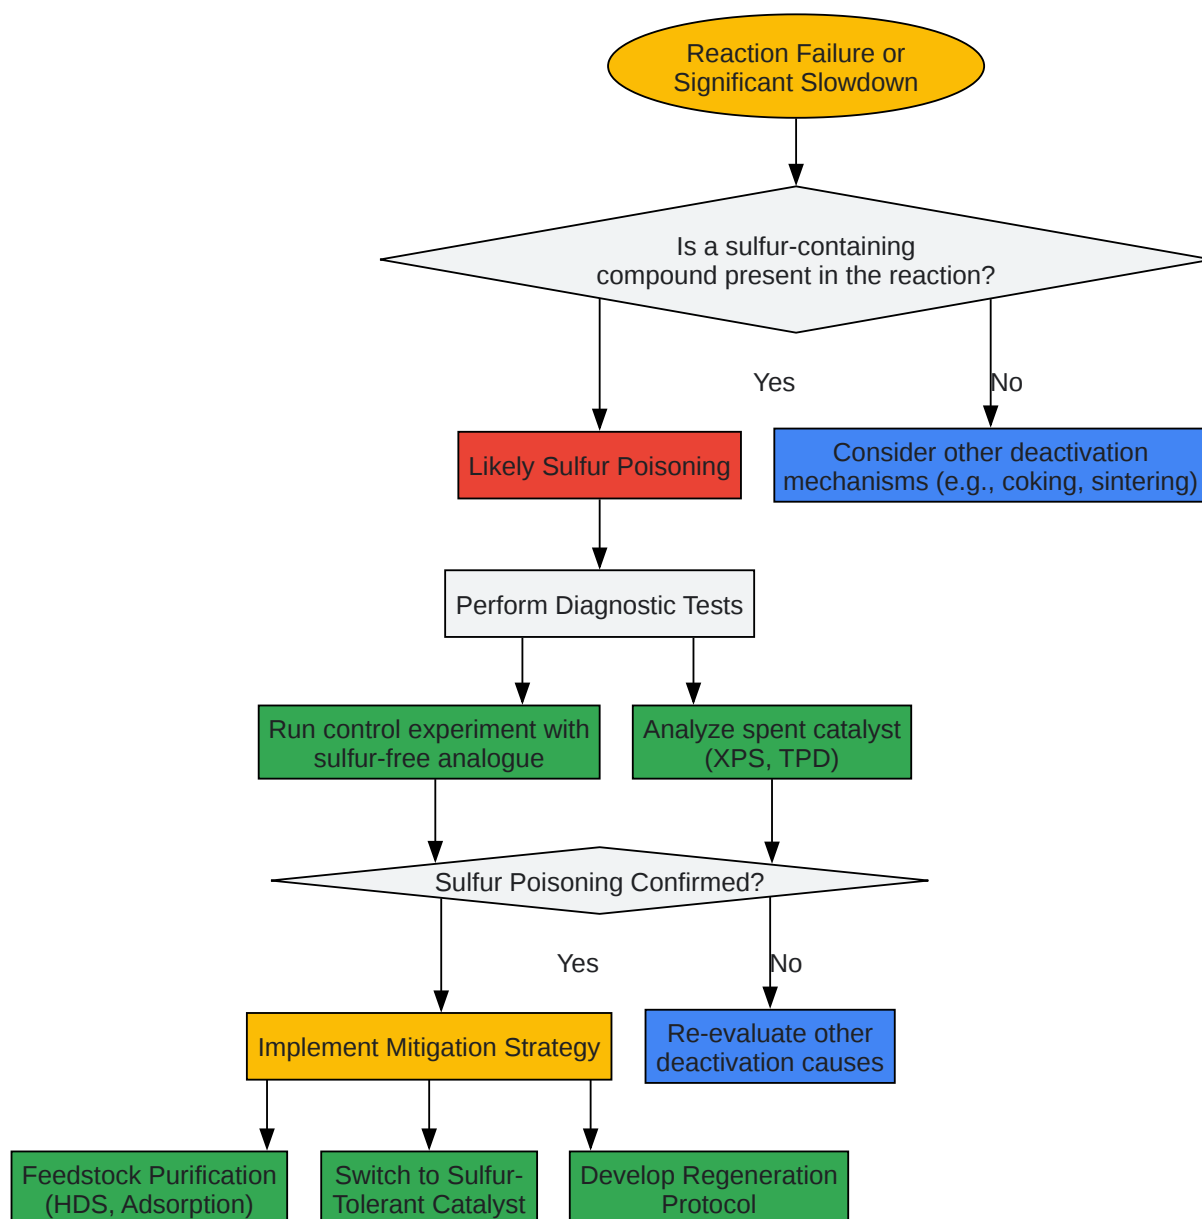 Reaction Failure or
Significant Slowdown
Is a sulfur-containing
compound present in the reaction?
Yes
No
Likely Sulfur Poisoning
Consider other deactivation
mechanisms (e.g., coking, sintering)
Perform Diagnostic Tests
Run control experiment with
sulfur-free analogue
Analyze spent catalyst
(XPS, TPD)
Sulfur Poisoning Confirmed?
Yes
No
Implement Mitigation Strategy
Re-evaluate other
deactivation causes
Feedstock Purification
(HDS, Adsorption)
Switch to Sulfur-
Tolerant Catalyst
Develop Regeneration
Protocol